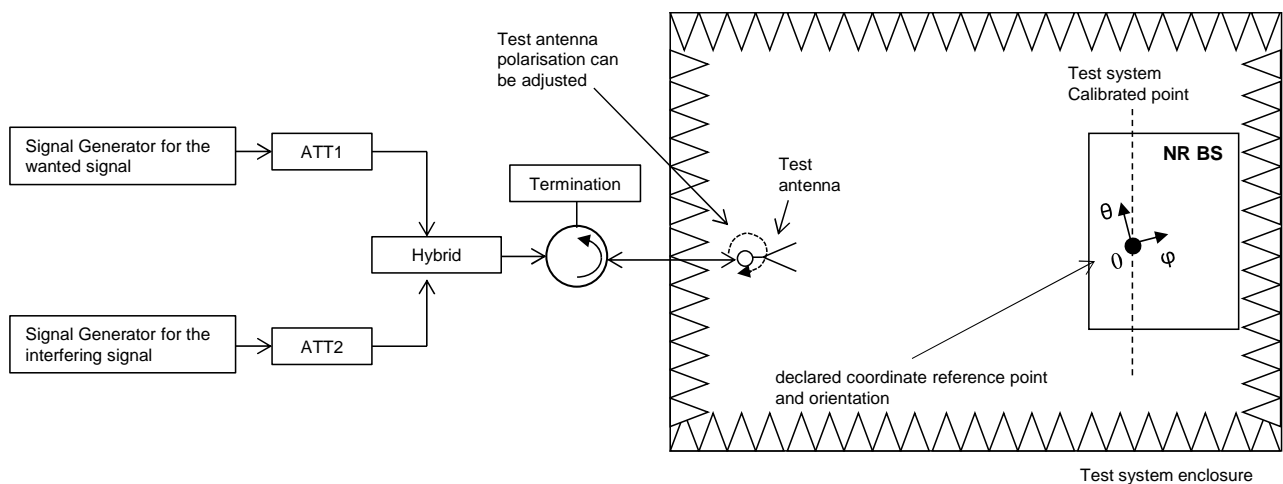 Test antenna
polarisation can
be adjusted
Test system
Calibrated point
Signal Generator for the
wanted signal
ATT1
NR BS
Test
antenna
Termination
θ
Hybrid
0
φ
Signal Generator for the
interfering signal
ATT2
declared coordinate reference point
and orientation
Test system enclosure